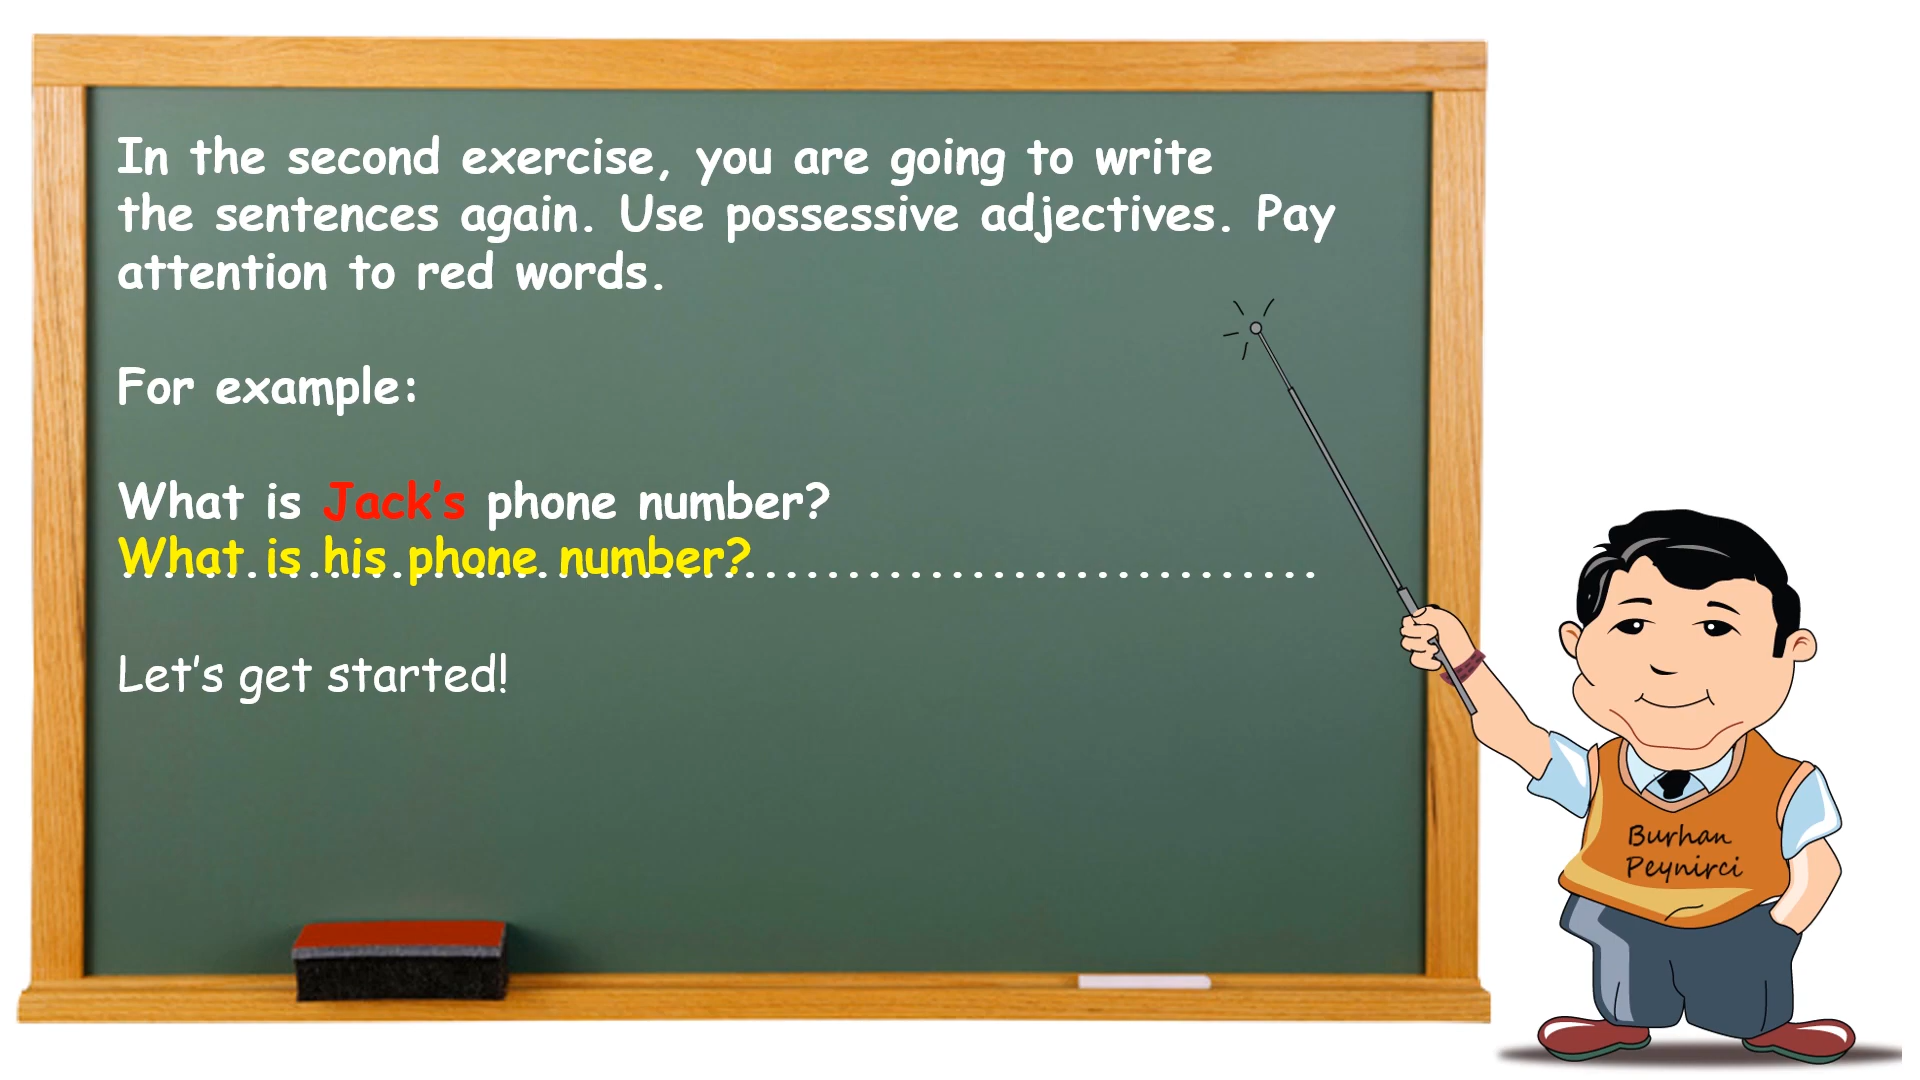 In the second exercise, you are going to write
the sentences again. Use possessive adjectives. Pay
attention to red words.
For example:
What is Jack's phone number?
What is his phone number?
Let's get started!
Burhan
Peynirci